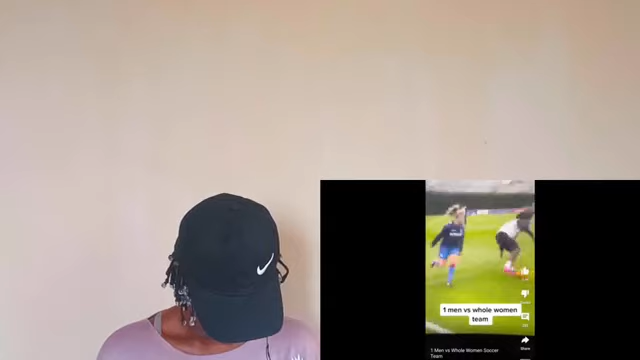 1 men vs whole women
team
Share
1 Men vs Whole Women Soccer
Team